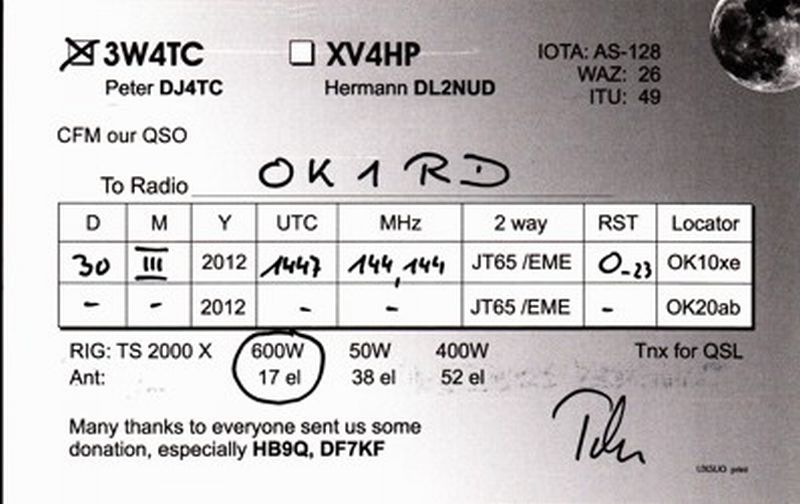 3W4TC XV4HP IOTA: AS-128
Peter DJ4TC Hermann DL2NUD WAZ: 26
ITU: 49
CFM our QSO
To Radio OK1RD
D M Y UTC MHz 2 way RST Locator
30 III 2012 1447 144,144 JT65 /EME O-23 OK10xe
- - 2012 - - JT65 /EME - OK20ab
RIG: TS 2000 X 600W 50W 400W Tnx for QSL
Ant: 17 el 38 el 52 el
Many thanks to everyone sent us some
donation, especially HB9Q, DF7KF